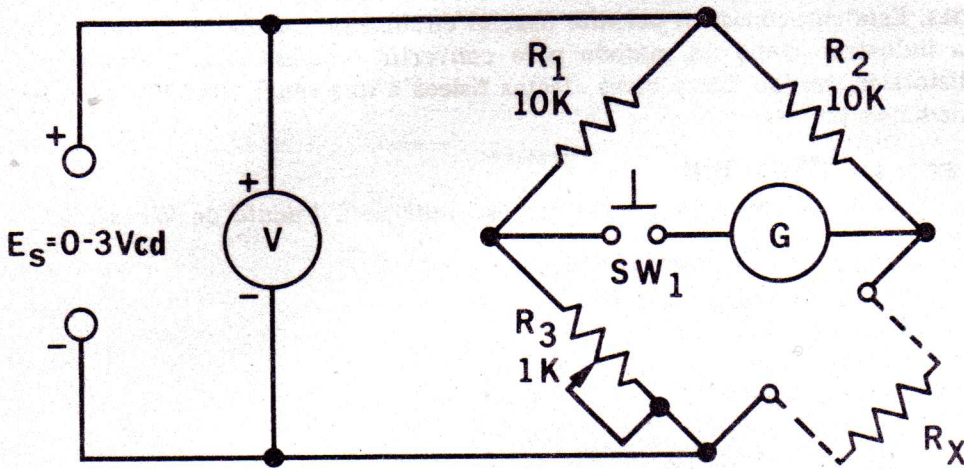 R1
10K
R2
10K
+
+
Es=0-3Vcd
V
G
SW1
−
−
R3
1K
RX